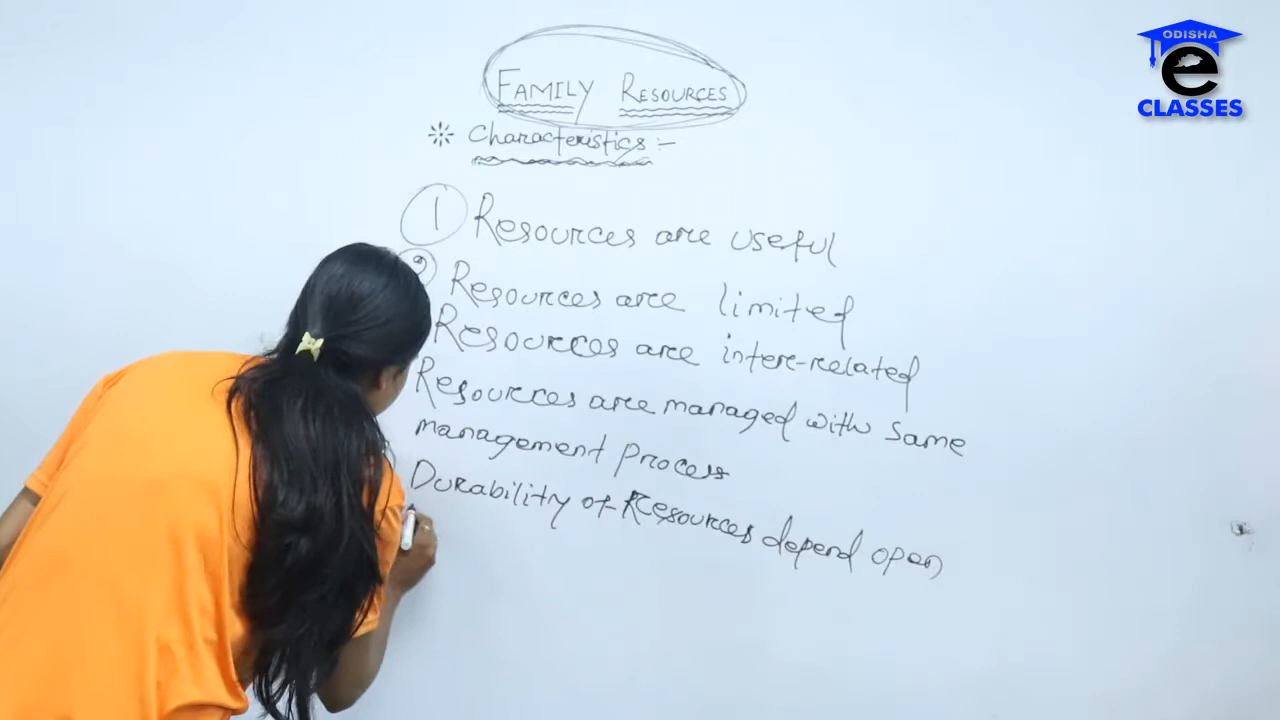 ODISHA
e
CLASSES
FAMILY RESOURCES
Characteristics :-
1 Resources are useful
2 Resources are limited
Resources are inter-related
Resources are managed with same
management process
Durability of Resources depend open